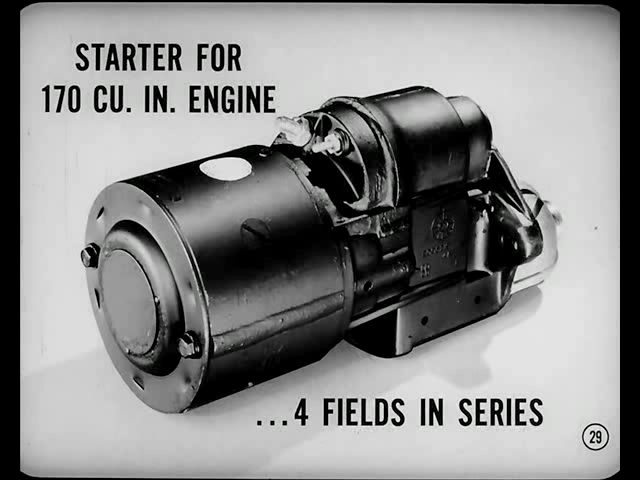 STARTER FOR
170 CU. IN. ENGINE
...4 FIELDS IN SERIES
29